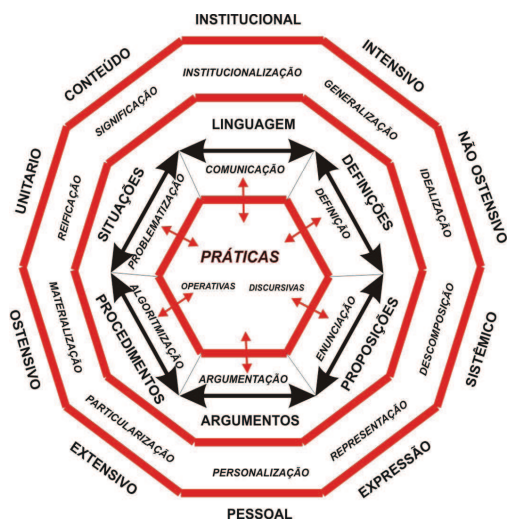 INSTITUCIONAL
CONTEÚDO
INTENSIVO
INSTITUCIONALIZAÇÃO
SIGNIFICAÇÃO
GENERALIZAÇÃO
LINGUAGEM
UNITARIO
NÃO OSTENSIVO
COMUNICAÇÃO
SITUAÇÕES
DEFINIÇÕES
REIFICAÇÃO
IDEALIZAÇÃO
PROBLEMATIZAÇÃO
DEFINIÇÃO
PRÁTICAS
OPERATIVAS
DISCURSIVAS
ALGORITMIZAÇÃO
ENUNCIAÇÃO
OSTENSIVO
MATERIALIZAÇÃO
PROCEDIMENTOS
PROPOSIÇÕES
DESCOMPOSIÇÃO
SISTÊMICO
ARGUMENTAÇÃO
ARGUMENTOS
PARTICULARIZAÇÃO
REPRESENTAÇÃO
PERSONALIZAÇÃO
EXTENSIVO
EXPRESSÃO
PESSOAL